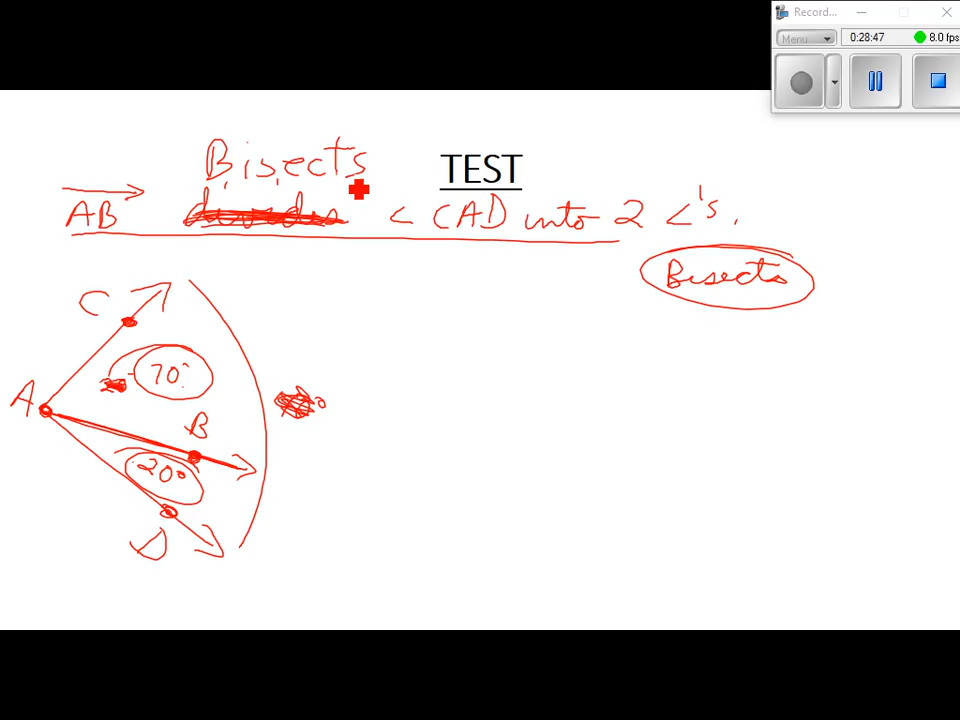 Record...
Menu
0:28:47
8.0 fps
Bisects
TEST
AB < CAD into 2 <'s.
Bisects
C
70°
A
B
20°
D